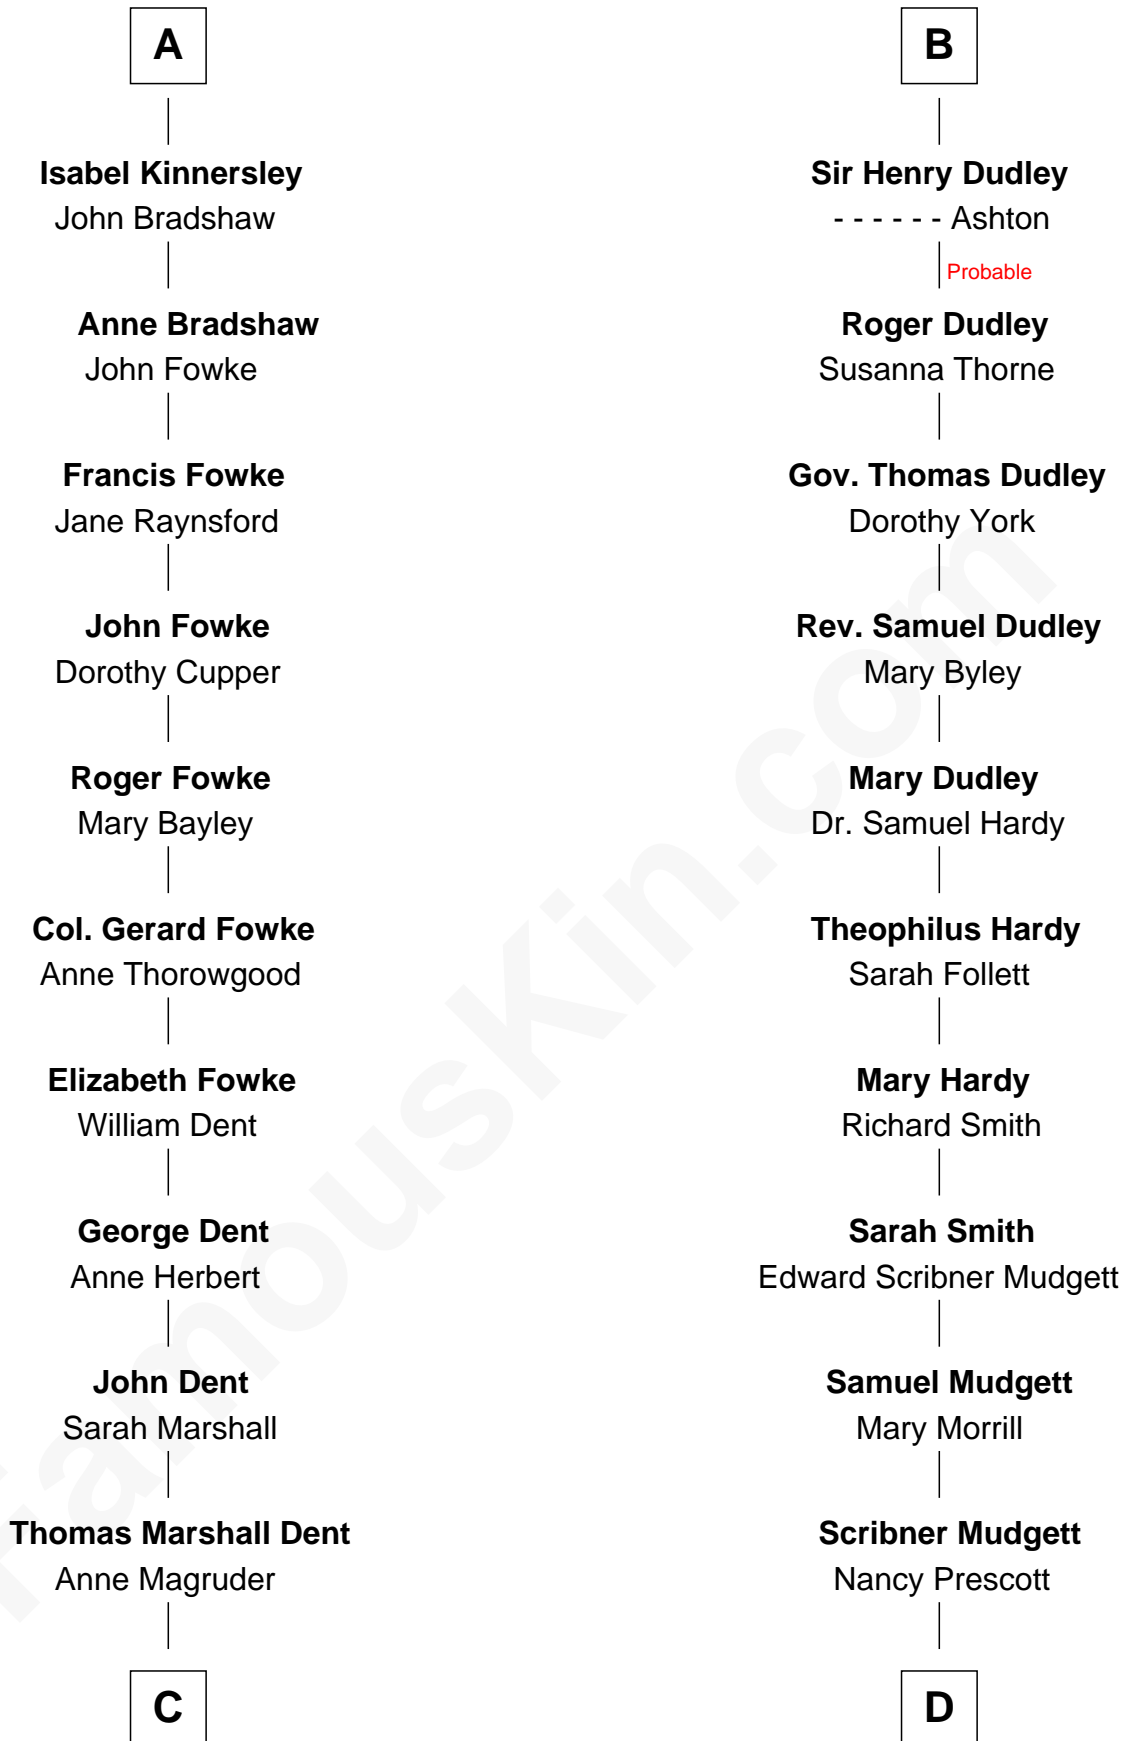 A
Isabel Kinnersley
John Bradshaw
Anne Bradshaw
John Fowke
Francis Fowke
Jane Raynsford
John Fowke
Dorothy Cupper
Roger Fowke
Mary Bayley
Col. Gerard Fowke
Anne Thorowgood
Elizabeth Fowke
William Dent
George Dent
Anne Herbert
John Dent
Sarah Marshall
Thomas Marshall Dent
Anne Magruder
C
B
Sir Henry Dudley
- - - - - - Ashton
Probable
Roger Dudley
Susanna Thorne
Gov. Thomas Dudley
Dorothy York
Rev. Samuel Dudley
Mary Byley
Mary Dudley
Dr. Samuel Hardy
Theophilus Hardy
Sarah Follett
Mary Hardy
Richard Smith
Sarah Smith
Edward Scribner Mudgett
Samuel Mudgett
Mary Morrill
Scribner Mudgett
Nancy Prescott
D
FamousKin.com